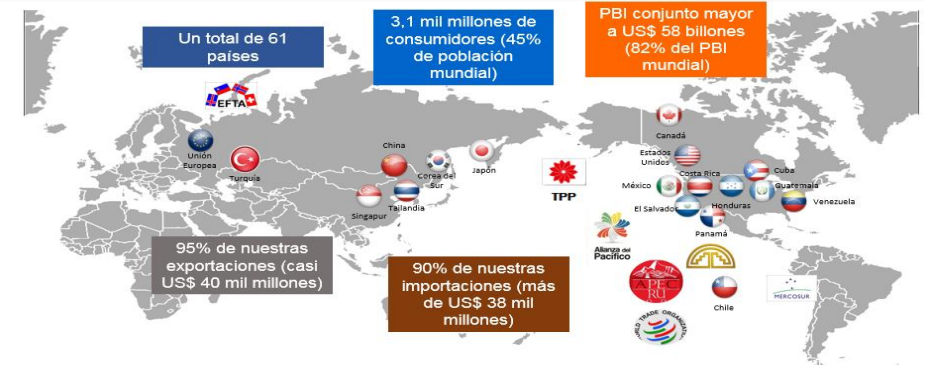 Un total de 61
países
3,1 mil millones de
consumidores (45%
de población
mundial)
PBI conjunto mayor
a US$ 58 billones
(82% del PBI
mundial)
EFTA
Unión
Europea
Turquía
China
Corea del
Sur
Japón
Singapur
Tailandia
TPP
Canadá
Estados
Unidos
Costa Rica
Cuba
México
Guatemala
El Salvador
Honduras
Venezuela
Panamá
Alianza del
Pacífico
95% de nuestras
exportaciones (casi
US$ 40 mil millones)
90% de nuestras
importaciones (más
de US$ 38 mil
millones)
APEC
PERU
Chile
MERCOSUR
WORLD TRADE ORGANIZATION